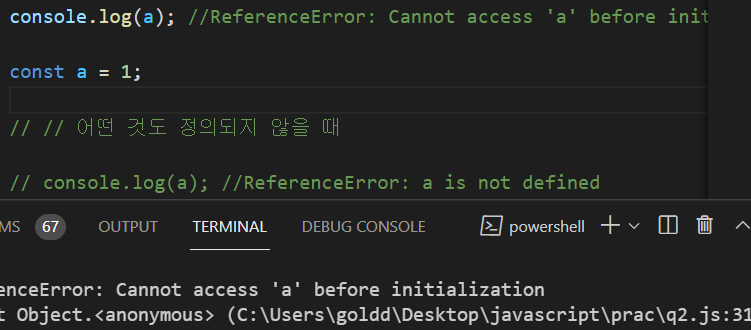 console.log(a); //ReferenceError: Cannot access 'a' before init
const a = 1;
// // 어떤 것도 정의되지 않을 때
// console.log(a); //ReferenceError: a is not defined
MS 67 OUTPUT TERMINAL DEBUG CONSOLE powershell
enceError: Cannot access 'a' before initialization
t Object.<anonymous> (C:\Users\goldd\Desktop\javascript\prac\q2.js:31